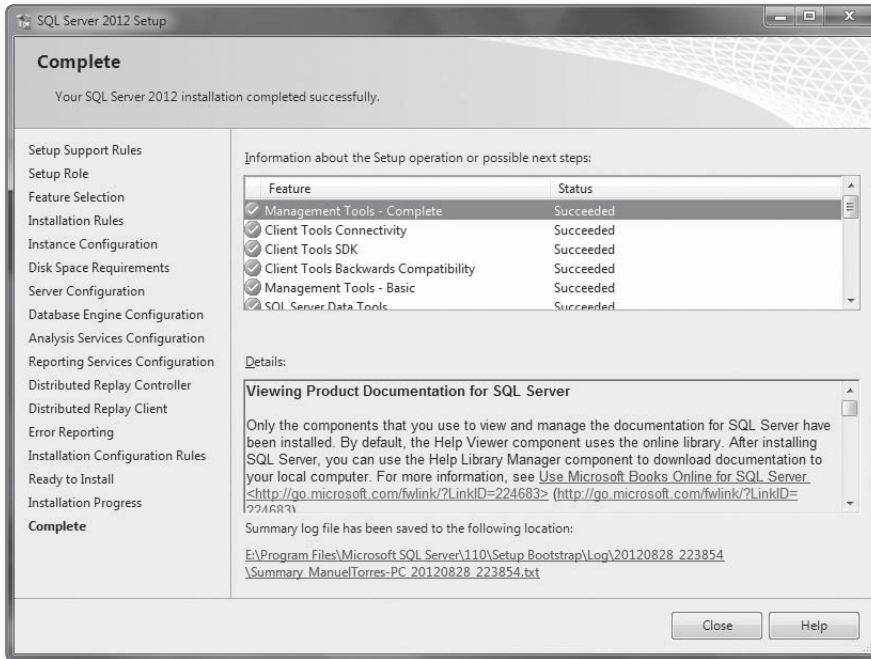 SQL Server 2012 Setup
Complete
Your SQL Server 2012 installation completed successfully.
Setup Support Rules
Setup Role
Feature Selection
Installation Rules
Instance Configuration
Disk Space Requirements
Server Configuration
Database Engine Configuration
Analysis Services Configuration
Reporting Services Configuration
Distributed Replay Controller
Distributed Replay Client
Error Reporting
Installation Configuration Rules
Ready to Install
Installation Progress
Complete
Information about the Setup operation or possible next steps:
Feature Status
Management Tools - Complete Succeeded
Client Tools Connectivity Succeeded
Client Tools SDK Succeeded
Client Tools Backwards Compatibility Succeeded
Management Tools - Basic Succeeded
SQL Server Data Tools Succeeded
Details:
Viewing Product Documentation for SQL Server
Only the components that you use to view and manage the documentation for SQL Server have
been installed. By default, the Help Viewer component uses the online library. After installing
SQL Server, you can use the Help Library Manager component to download documentation to
your local computer. For more information, see Use Microsoft Books Online for SQL Server
<http://go.microsoft.com/fwlink/?LinkID=224683> (http://go.microsoft.com/fwlink/?LinkID=
224683)
Summary log file has been saved to the following location:
E:\Program Files\Microsoft SQL Server\110\Setup Bootstrap\Log\20120828_223854
\Summary_ManuelTorres-PC_20120828_223854.txt
Close
Help